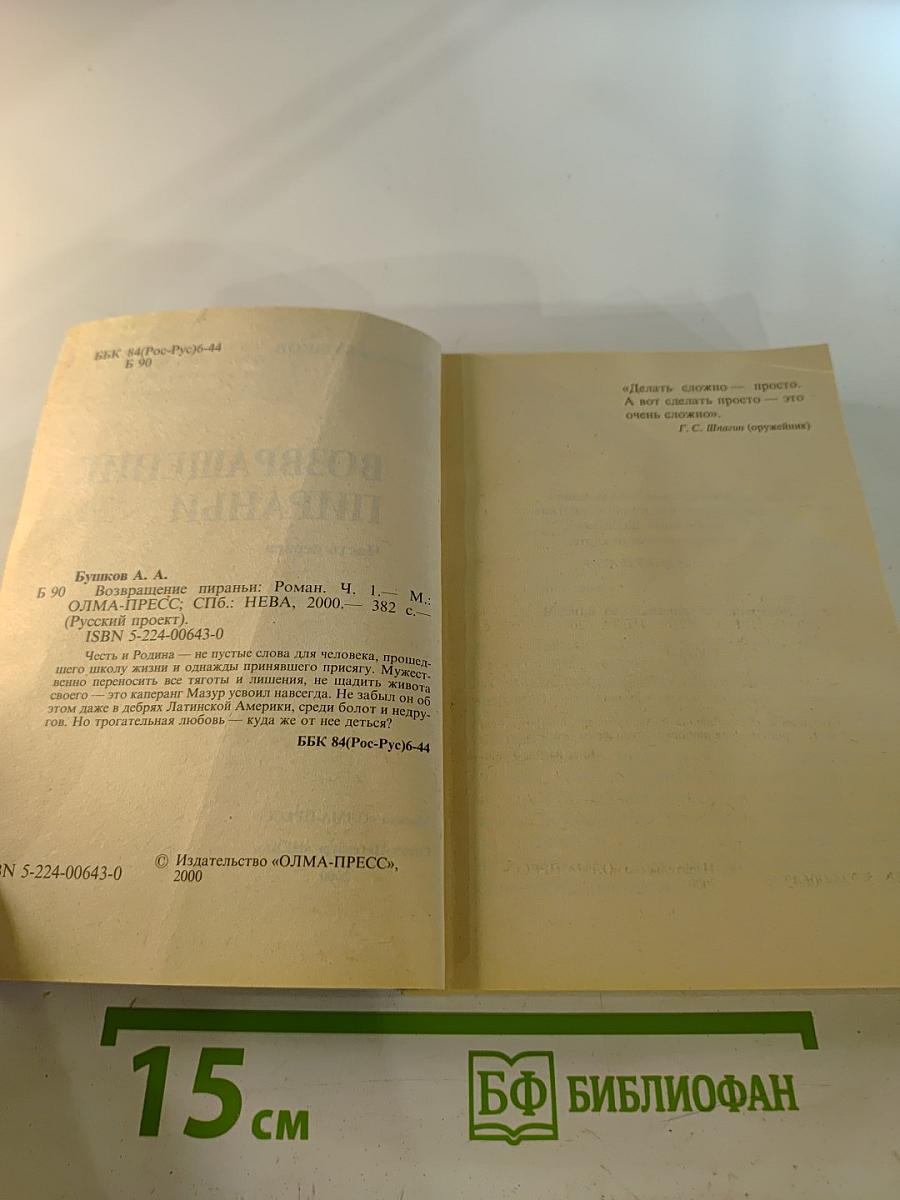 ББК 84(Рос-Рус)6-44
Б 90
Бушков А. А.
Б 90 Возвращение пираньи: Роман. Ч. 1.— М.:
ОЛМА-ПРЕСС; СПб.: НЕВА, 2000.— 382 с.—
(Русский проект).
ISBN 5-224-00643-0
Честь и Родина — не пустые слова для человека, прошед-
шего школу жизни и однажды принявшего присягу. Мужест-
венно переносить все тяготы и лишения, не щадить живота
своего — это каперанг Мазур усвоил навсегда. Не забыл он об
этом даже в дебрях Латинской Америки, среди болот и недру-
гов. Но трогательная любовь — куда же от нее деться?
ББК 84(Рос-Рус)6-44
BN 5-224-00643-0
© Издательство «ОЛМА-ПРЕСС»,
2000
«Делать сложно — просто.
А вот сделать просто — это
очень сложно».
Г. С. Шпагин (оружейник)
15 см
БФ БИБЛИОФАН